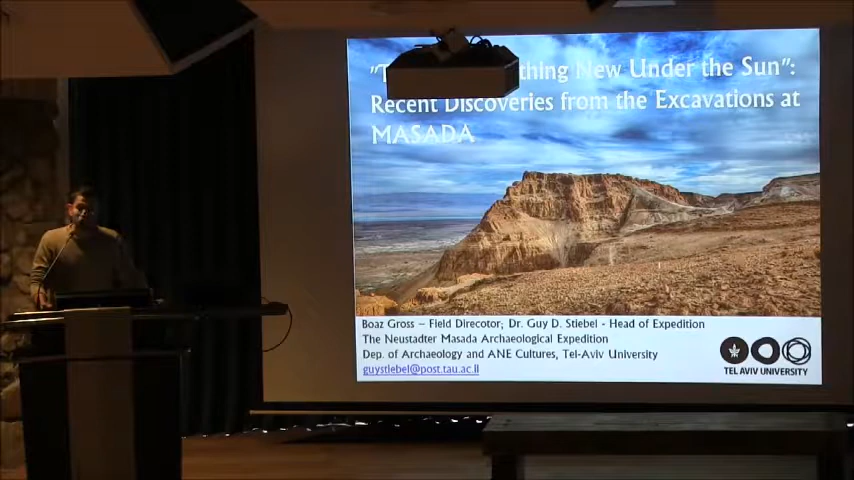 "T thing New Under the Sun":
Recent Discoveries from the Excavations at
MASADA
Boaz Gross – Field Direcotor; Dr. Guy D. Stiebel - Head of Expedition
The Neustadter Masada Archaeological Expedition
Dep. of Archaeology and ANE Cultures, Tel-Aviv University
guystiebel@post.tau.ac.il
TEL AVIV UNIVERSITY